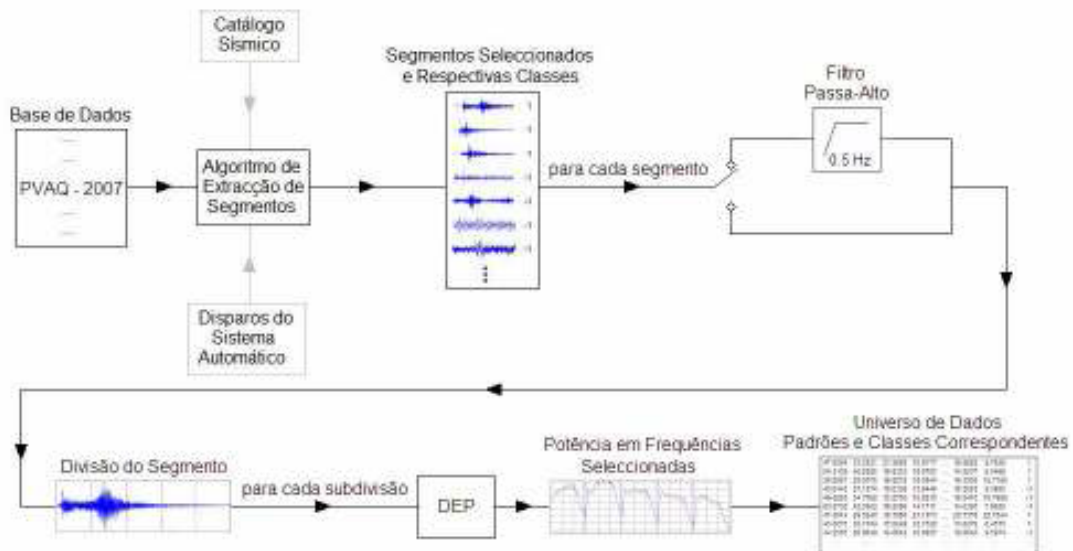 Catálogo
Sísmico
Segmentos Seleccionados
e Respectivas Classes
Filtro
Passa-Alto
0.5 Hz
Base de Dados
PVAQ - 2007
Algoritmo de
Extracção de
Segmentos
para cada segmento
Disparos do
Sistema
Automático
Universo de Dados
Padrões e Classes Correspondentes
Potência em Frequências
Seleccionadas
Divisão do Segmento
para cada subdivisão
DEP